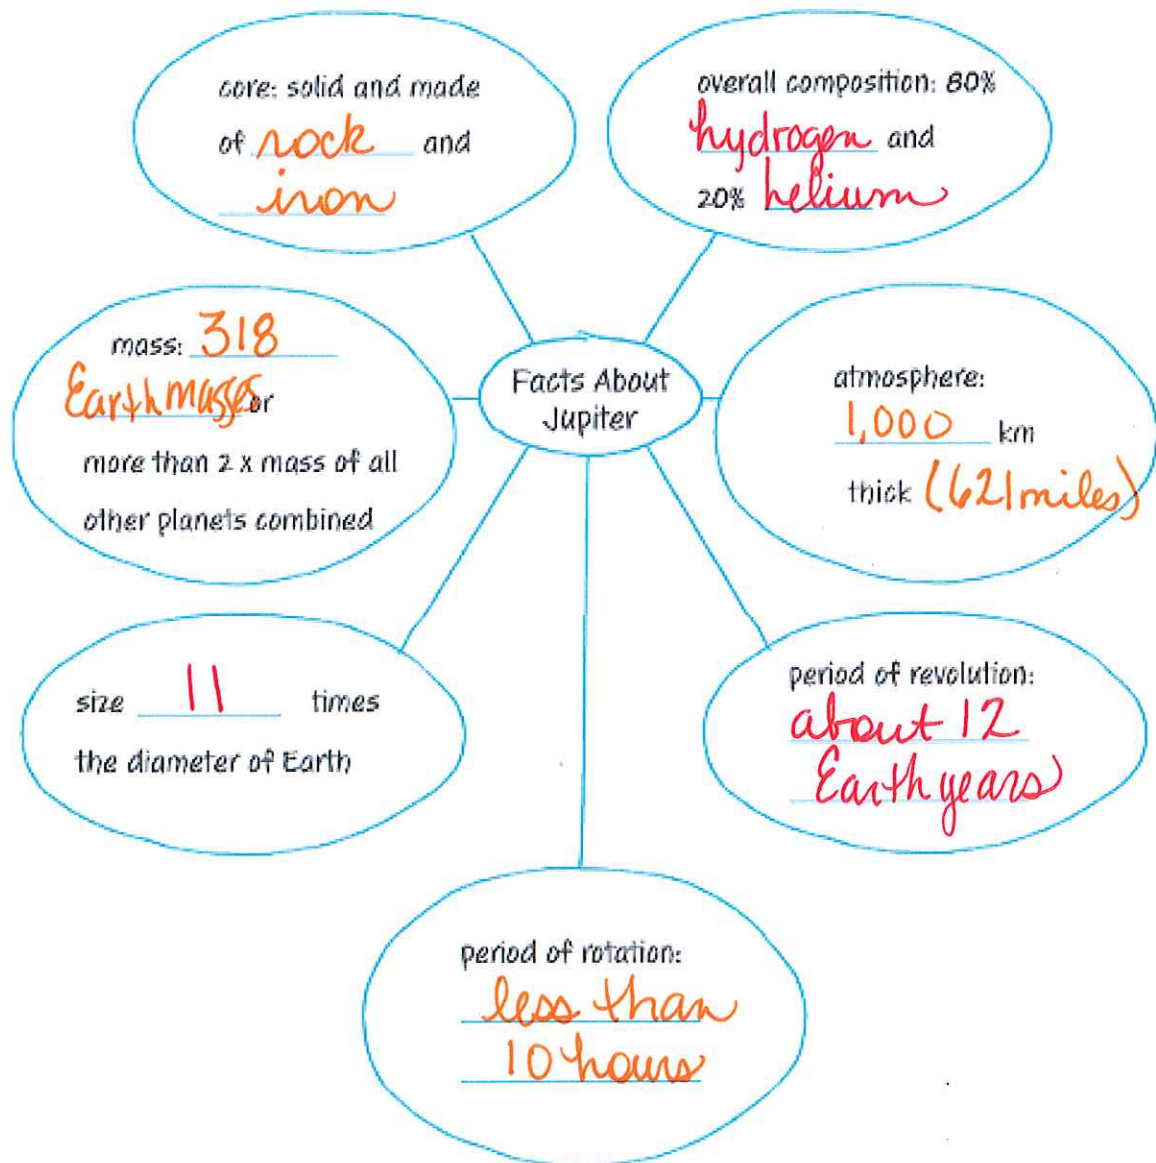 core: solid and made
of rock and
iron
overall composition: 80%
hydrogen and
20% helium
mass: 318
Earth masses or
more than 2 x mass of all
other planets combined
Facts About
Jupiter
atmosphere:
1,000 km
thick (621 miles)
size 11 times
the diameter of Earth
period of revolution:
about 12
Earth years
period of rotation:
less than
10 hours